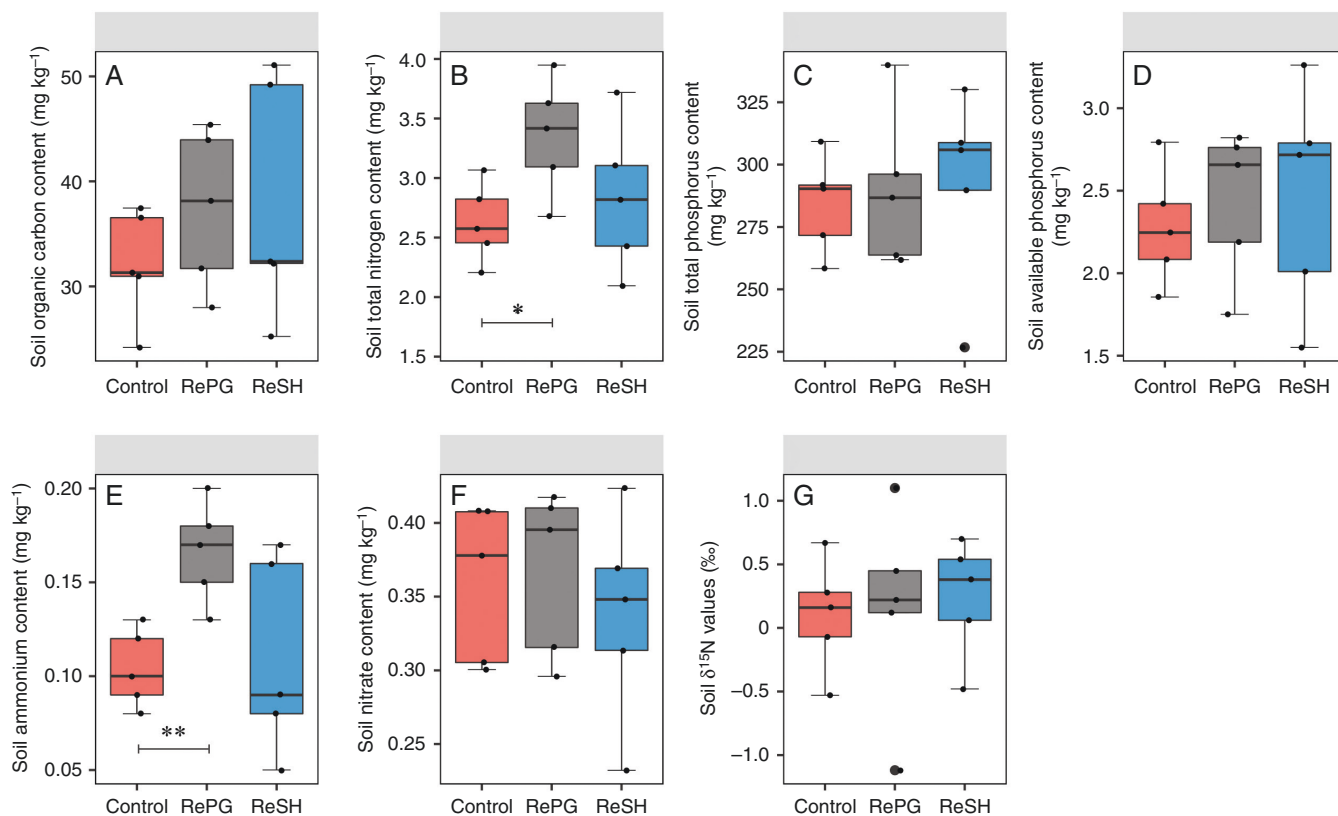 A
Soil organic carbon content (mg kg⁻¹)
50
40
30
Control RePG ReSH
B
Soil total nitrogen content (mg kg⁻¹)
4.0
3.5
3.0
2.5
2.0
1.5
*
Control RePG ReSH
C
Soil total phosphorus content
(mg kg⁻¹)
325
300
275
250
225
Control RePG ReSH
D
Soil available phosphorus content
(mg kg⁻¹)
3.0
2.5
2.0
1.5
Control RePG ReSH
E
Soil ammonium content (mg kg⁻¹)
0.20
0.15
0.10
0.05
**
Control RePG ReSH
F
Soil nitrate content (mg kg⁻¹)
0.40
0.35
0.30
0.25
Control RePG ReSH
G
Soil δ¹⁵N values (‰)
1.0
0.5
0
−0.5
−1.0
Control RePG ReSH